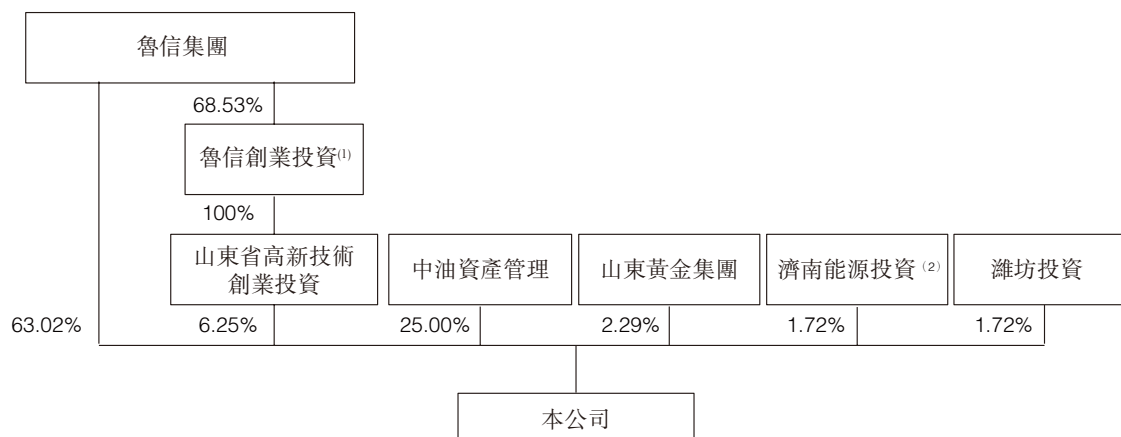 魯信集團
68.53%
魯信創業投資⁽¹⁾
100%
山東省高新技術
創業投資
中油資產管理
山東黃金集團
濟南能源投資⁽²⁾
濰坊投資
63.02%
6.25%
25.00%
2.29%
1.72%
1.72%
本公司